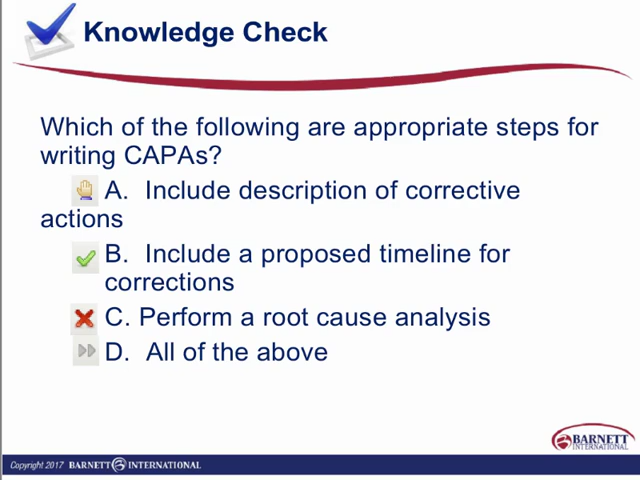 Knowledge Check
Which of the following are appropriate steps for
writing CAPAs?
A. Include description of corrective
actions
B. Include a proposed timeline for
corrections
C. Perform a root cause analysis
D. All of the above
BARNETT
INTERNATIONAL
Copyright 2017 BARNETT INTERNATIONAL